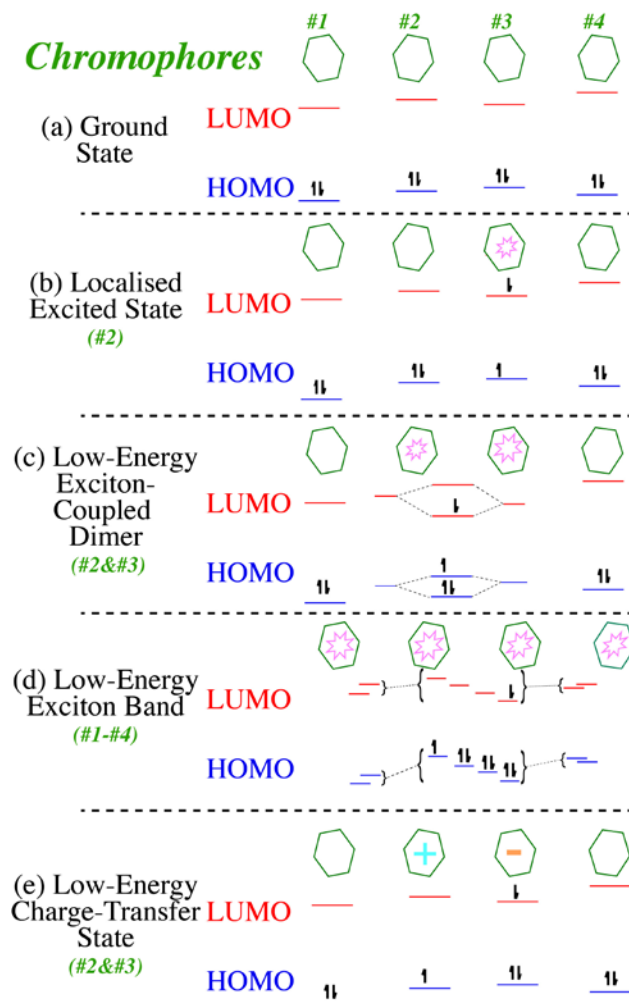 #1 #2 #3 #4
Chromophores
(a) Ground
State
LUMO
HOMO
(b) Localised
Excited State
(#2)
LUMO
HOMO
(c) Low-Energy
Exciton-
Coupled
Dimer
(#2&#3)
LUMO
HOMO
(d) Low-Energy
Exciton Band
(#1-#4)
LUMO
HOMO
+ -
(e) Low-Energy
Charge-Transfer
State
(#2&#3)
LUMO
HOMO